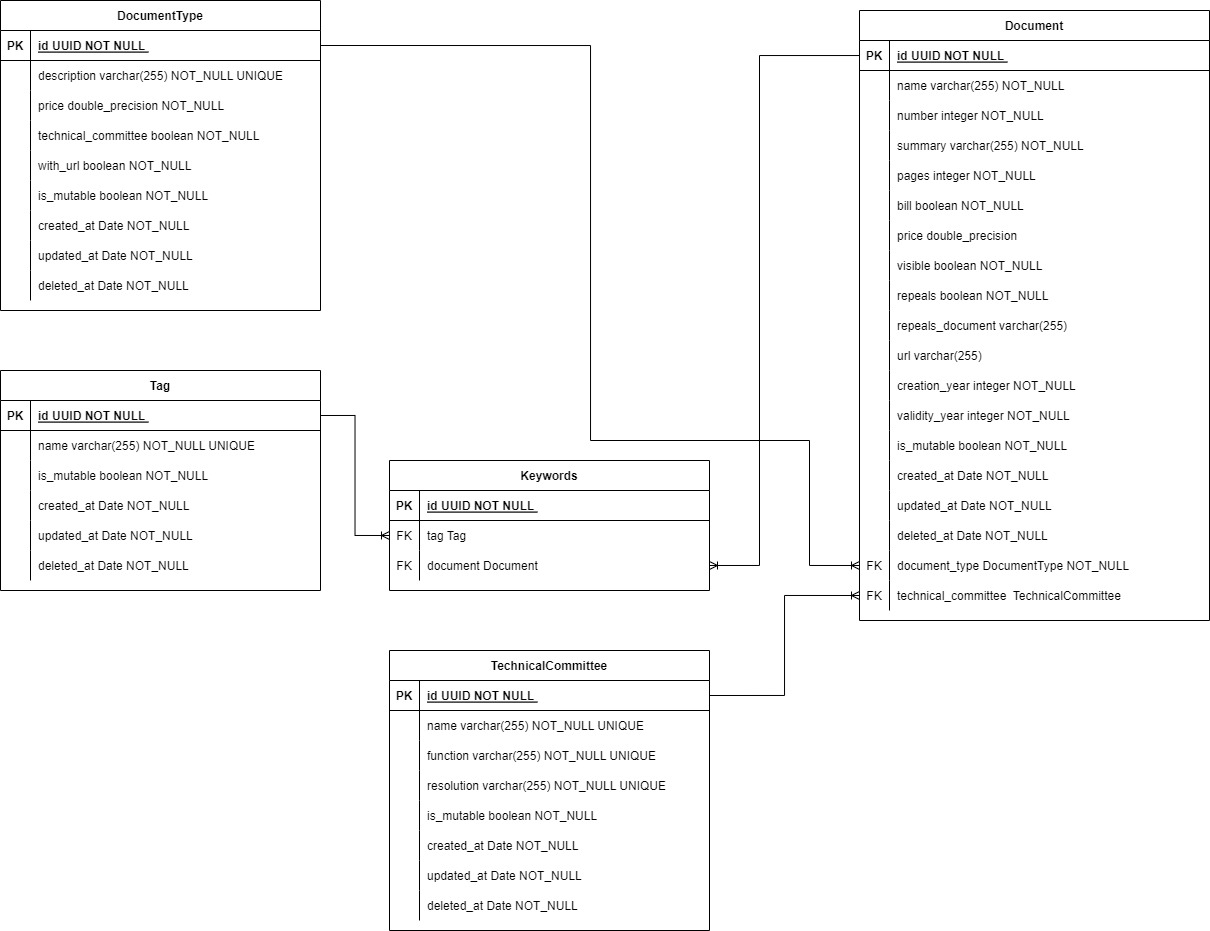 DocumentType
PK id UUID NOT NULL
description varchar(255) NOT_NULL UNIQUE
price double_precision NOT_NULL
technical_committee boolean NOT_NULL
with_url boolean NOT_NULL
is_mutable boolean NOT_NULL
created_at Date NOT_NULL
updated_at Date NOT_NULL
deleted_at Date NOT_NULL
Tag
PK id UUID NOT NULL
name varchar(255) NOT_NULL UNIQUE
is_mutable boolean NOT_NULL
created_at Date NOT_NULL
updated_at Date NOT_NULL
deleted_at Date NOT_NULL
Keywords
PK id UUID NOT NULL
FK tag Tag
FK document Document
TechnicalCommittee
PK id UUID NOT NULL
name varchar(255) NOT_NULL UNIQUE
function varchar(255) NOT_NULL UNIQUE
resolution varchar(255) NOT_NULL UNIQUE
is_mutable boolean NOT_NULL
created_at Date NOT_NULL
updated_at Date NOT_NULL
deleted_at Date NOT_NULL
Document
PK id UUID NOT NULL
name varchar(255) NOT_NULL
number integer NOT_NULL
summary varchar(255) NOT_NULL
pages integer NOT_NULL
bill boolean NOT_NULL
price double_precision
visible boolean NOT_NULL
repeals boolean NOT_NULL
repeals_document varchar(255)
url varchar(255)
creation_year integer NOT_NULL
validity_year integer NOT_NULL
is_mutable boolean NOT_NULL
created_at Date NOT_NULL
updated_at Date NOT_NULL
deleted_at Date NOT_NULL
FK document_type DocumentType NOT_NULL
FK technical_committee TechnicalCommittee